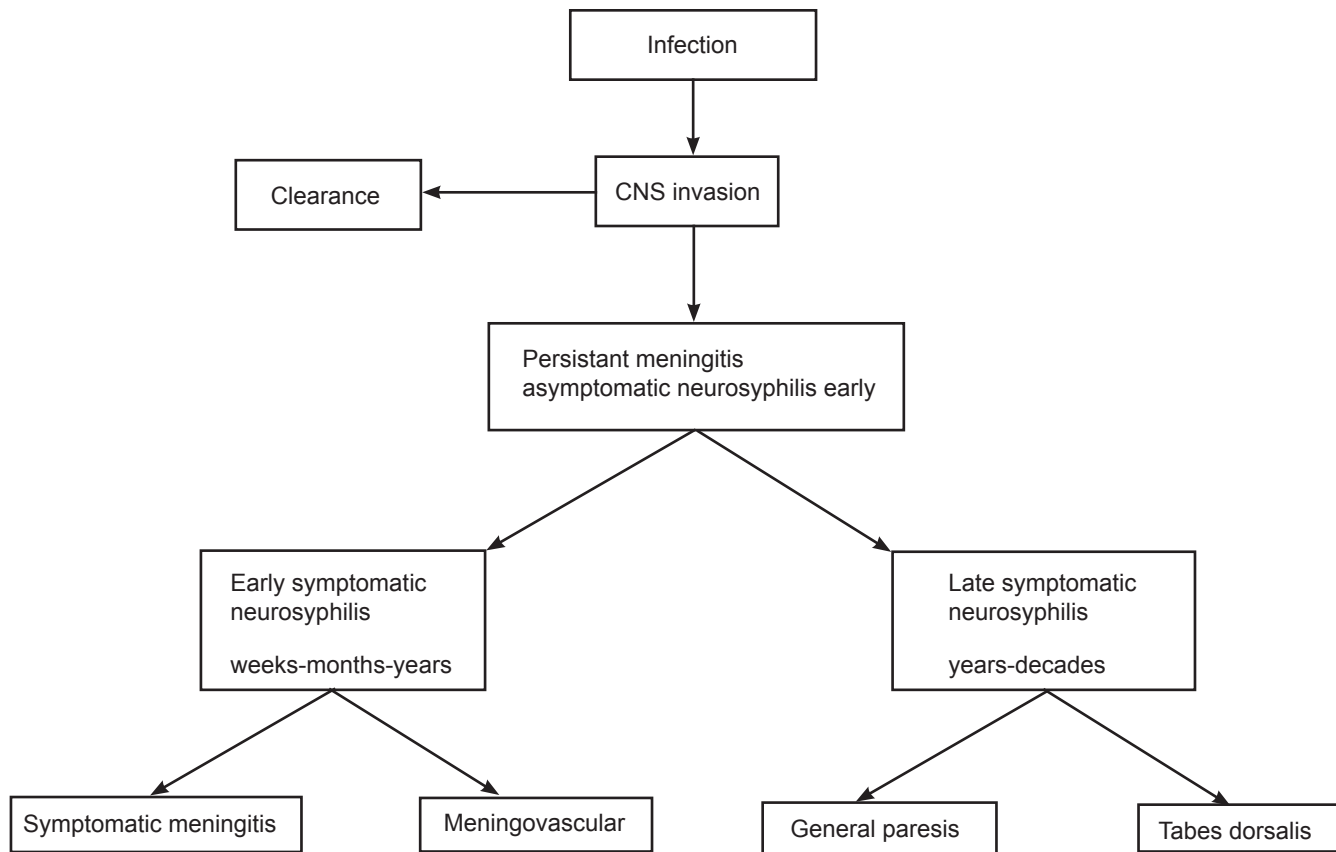 Infection
Clearance
CNS invasion
Persistant meningitis
asymptomatic neurosyphilis early
Early symptomatic
neurosyphilis
weeks-months-years
Late symptomatic
neurosyphilis
years-decades
Symptomatic meningitis
Meningovascular
General paresis
Tabes dorsalis